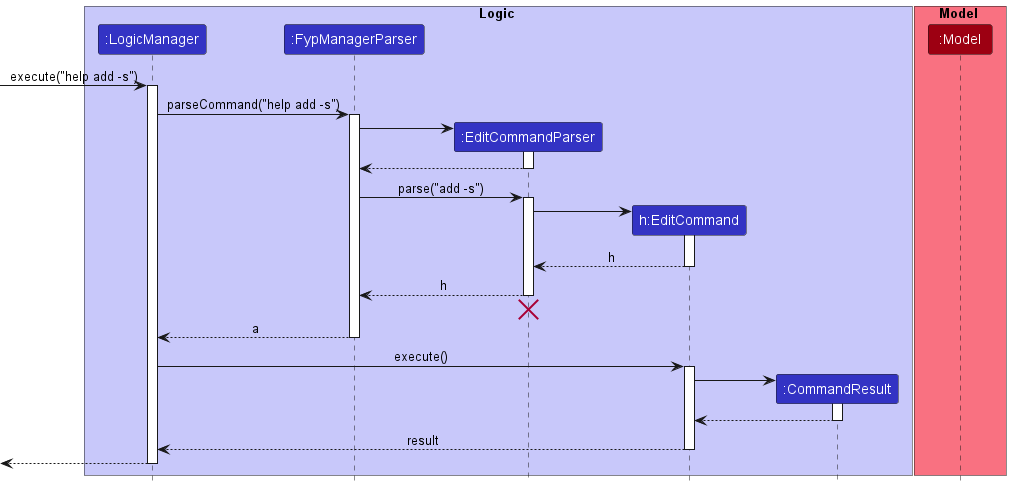 Logic
Model
:LogicManager
:FypManagerParser
:Model
execute("help add -s")
parseCommand("help add -s")
:EditCommandParser
parse("add -s")
h:EditCommand
h
h
a
execute()
:CommandResult
result